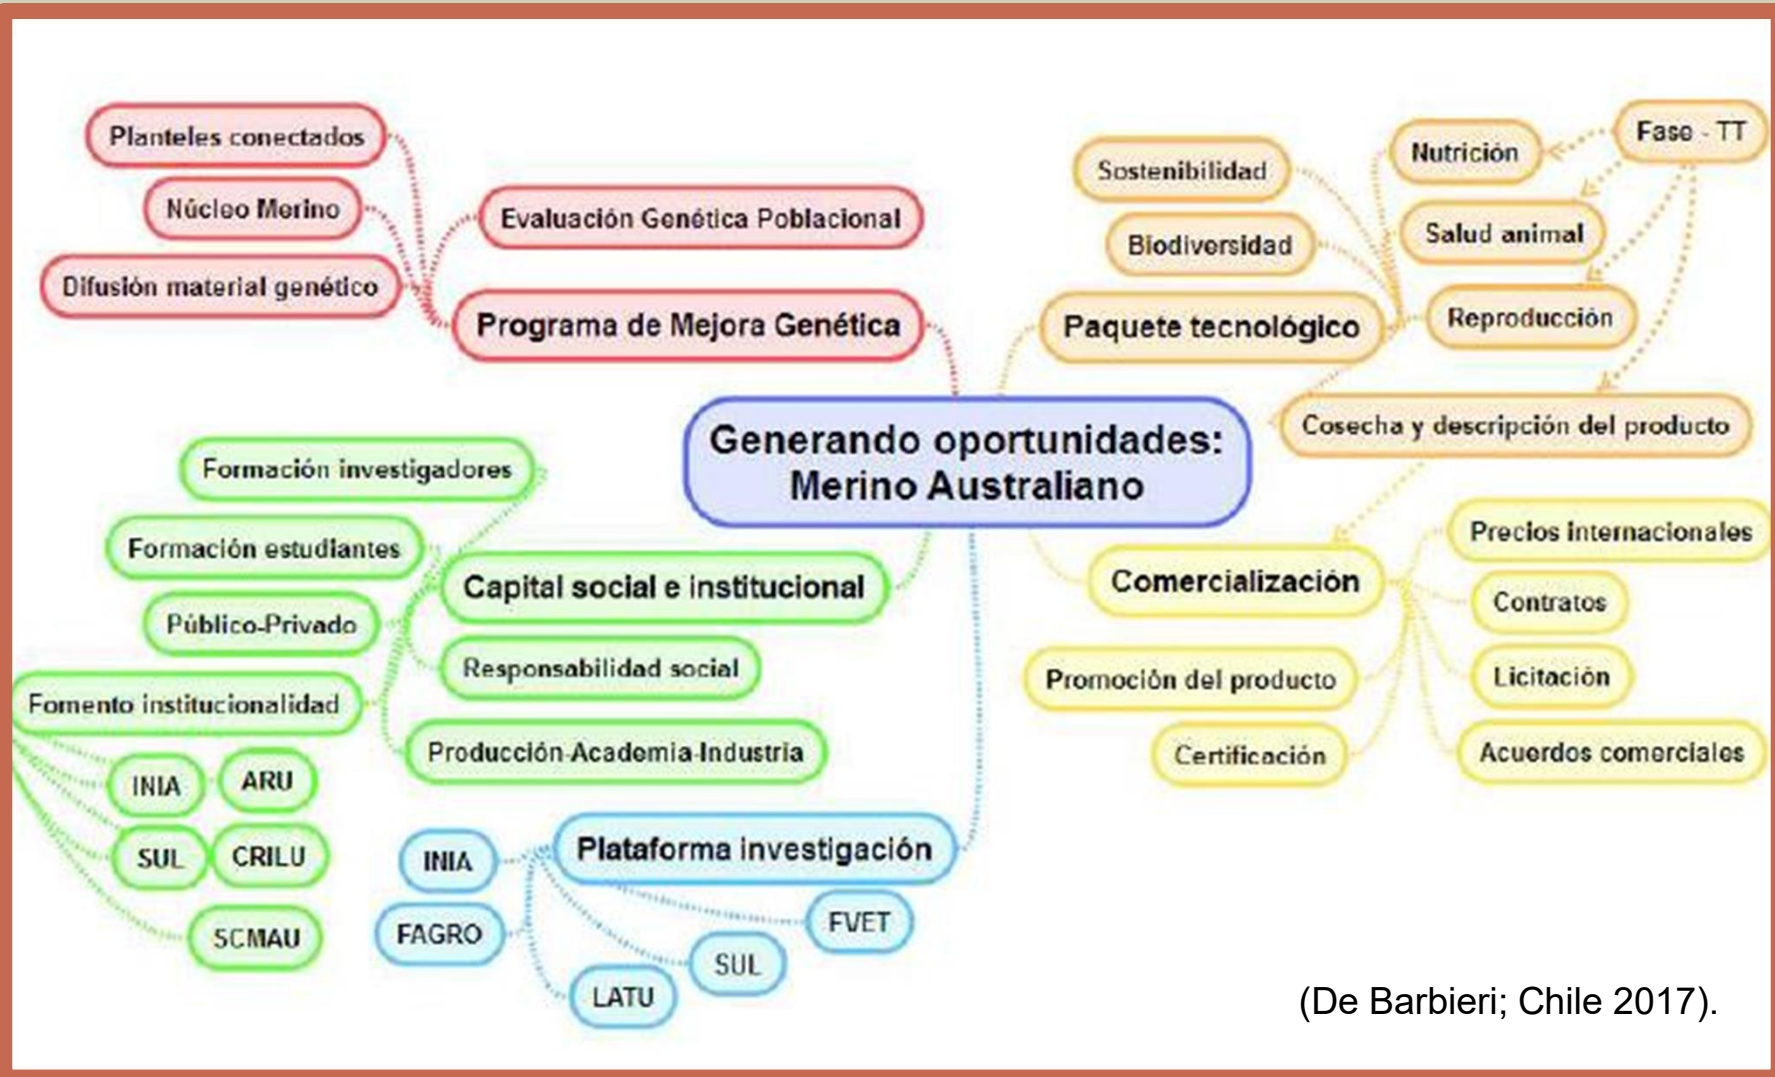 Planteles conectados
Núcleo Merino
Difusión material genético
Evaluación Genética Poblacional
Programa de Mejora Genética
Sostenibilidad
Biodiversidad
Paquete tecnológico
Nutrición
Fase - TT
Salud animal
Reproducción
Cosecha y descripción del producto
Generando oportunidades:
Merino Australiano
Formación investigadores
Formación estudiantes
Capital social e institucional
Público-Privado
Responsabilidad social
Fomento institucionalidad
Producción-Academia-Industria
INIA
ARU
SUL
CRILU
SCMAU
Comercialización
Precios internacionales
Contratos
Licitación
Promoción del producto
Certificación
Acuerdos comerciales
Plataforma investigación
INIA
FAGRO
LATU
SUL
FVET
(De Barbieri; Chile 2017).